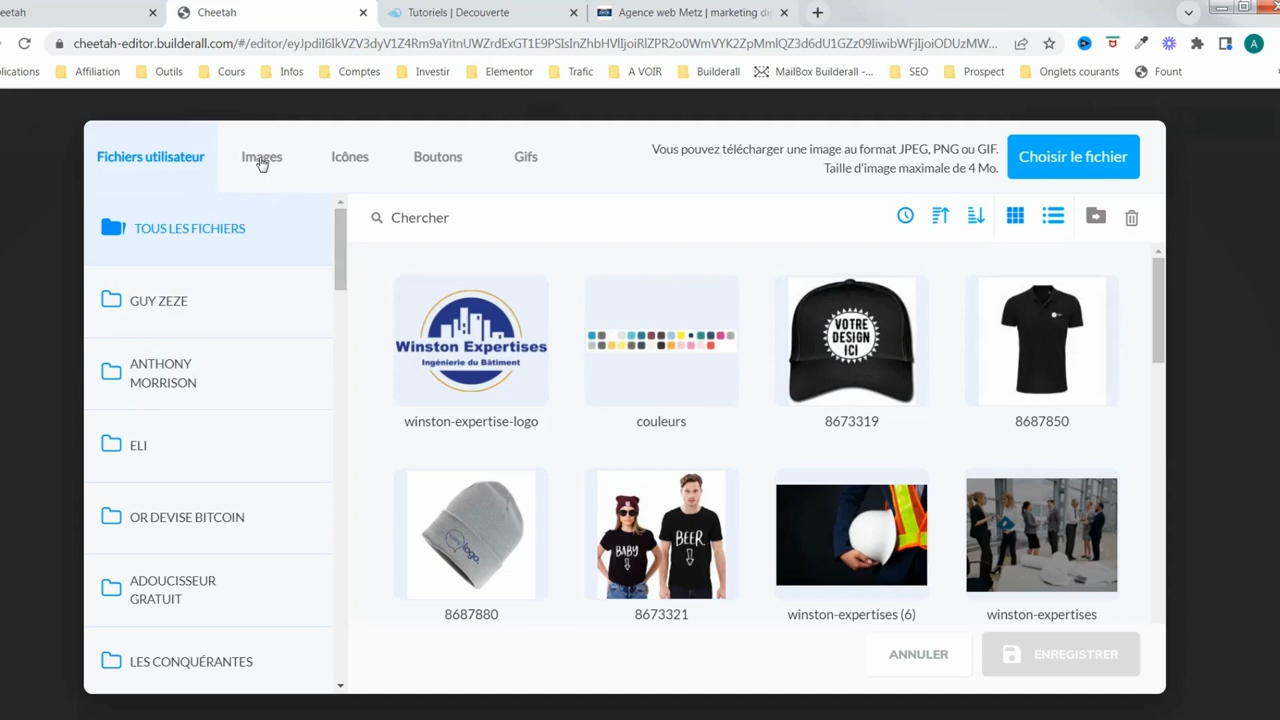 eetah
Cheetah
Tutoriels | Decouverte
Agence web Metz | marketing di
cheetah-editor.builderall.com/#/editor/
plications
Affiliation
Outils
Cours
Infos
Comptes
Investir
Elementor
Trafic
A VOIR
Builderall
MailBox Builderall -...
SEO
Prospect
Onglets courants
Fount
A
Fichiers utilisateur
Images
Icônes
Boutons
Gifs
Vous pouvez télécharger une image au format JPEG, PNG ou GIF.
Taille d'image maximale de 4 Mo.
Choisir le fichier
TOUS LES FICHIERS
Chercher
GUY ZEZE
ANTHONY
MORRISON
ELI
OR DEVISE BITCOIN
ADOUCISSEUR
GRATUIT
LES CONQUÉRANTES
Winston Expertises
Ingénierie du Bâtiment
VOTRE
DESIGN
ICI
winston-expertise-logo
couleurs
8673319
8687850
logo.
BABY
BEER
8687880
8673321
winston-expertises (6)
winston-expertises
ANNULER
ENREGISTRER